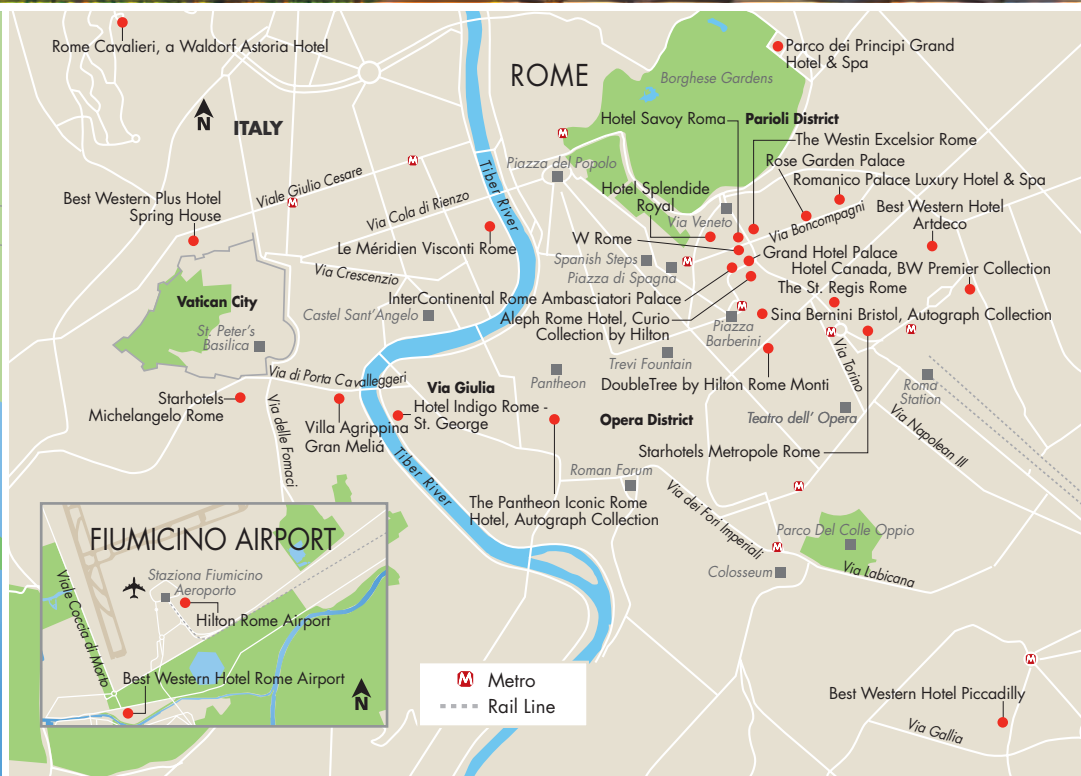 Rome Cavalieri, a Waldorf Astoria Hotel
ROME
Borghese Gardens
Parco dei Principi Grand
Hotel & Spa
N
ITALY
Hotel Savoy Roma
Parioli District
The Westin Excelsior Rome
Rose Garden Palace
Romanico Palace Luxury Hotel & Spa
M
M
M
Piazza del Popolo
Tiber River
Best Western Plus Hotel
Spring House
Viale Giulio Cesare
Via Cola di Rienzo
Hotel Splendide
Royal
Via Veneto
Via Boncompagni
Best Western Hotel
Artdeco
Le Méridien Visconti Rome
W Rome
Grand Hotel Palace
Spanish Steps
M
Piazza di Spagna
Hotel Canada, BW Premier Collection
Via Crescenzio
The St. Regis Rome
Vatican City
InterContinental Rome Ambasciatori Palace
Castel Sant'Angelo
Aleph Rome Hotel, Curio
Collection by Hilton
M
Piazza
Barberini
Sina Bernini Bristol, Autograph Collection
M
M
St. Peter's
Basilica
Via Torino
Trevi Fountain
Pantheon
Via di Porta Cavalleggeri
Via Giulia
DoubleTree by Hilton Rome Monti
Roma
Station
Starhotels
Michelangelo Rome
Villa Agrippina
Gran Meliá
Hotel Indigo Rome -
St. George
Opera District
Teatro dell' Opera
Via delle Fornaci
Via Napolean III
Starhotels Metropole Rome
Tiber River
Roman Forum
The Pantheon Iconic Rome
Hotel, Autograph Collection
M
Via dei Fori Imperiali
Parco Del Colle Oppio
M
Colosseum
Via Labicana
FIUMICINO AIRPORT
Staziona Fiumicino
Aeroporto
Viale Coccia di Morto
Hilton Rome Airport
Best Western Hotel Rome Airport
N
M Metro
Rail Line
M
Best Western Hotel Piccadilly
Via Gallia